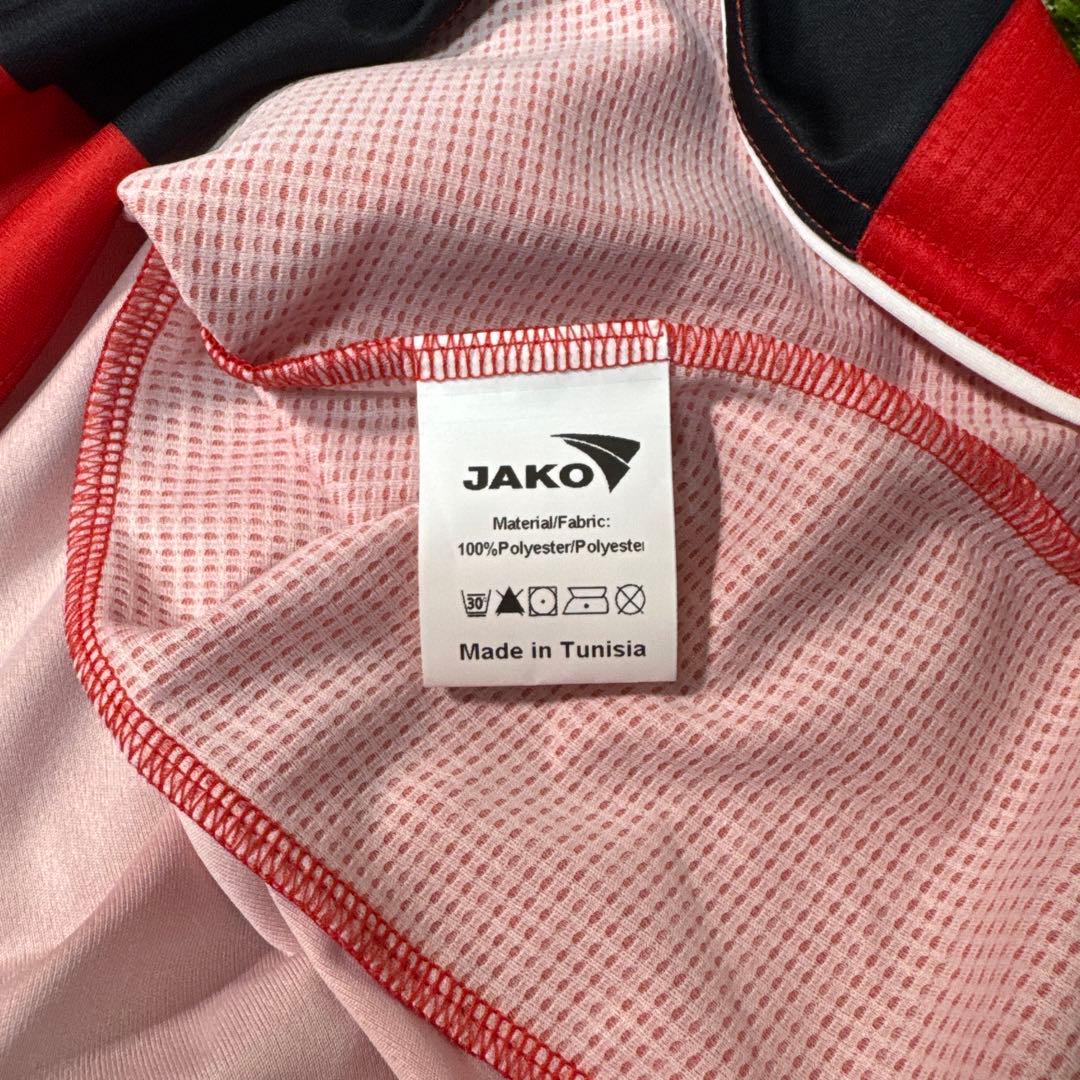 JAKO
Material/Fabric:
100%Polyester/Polyester
30
Made in Tunisia